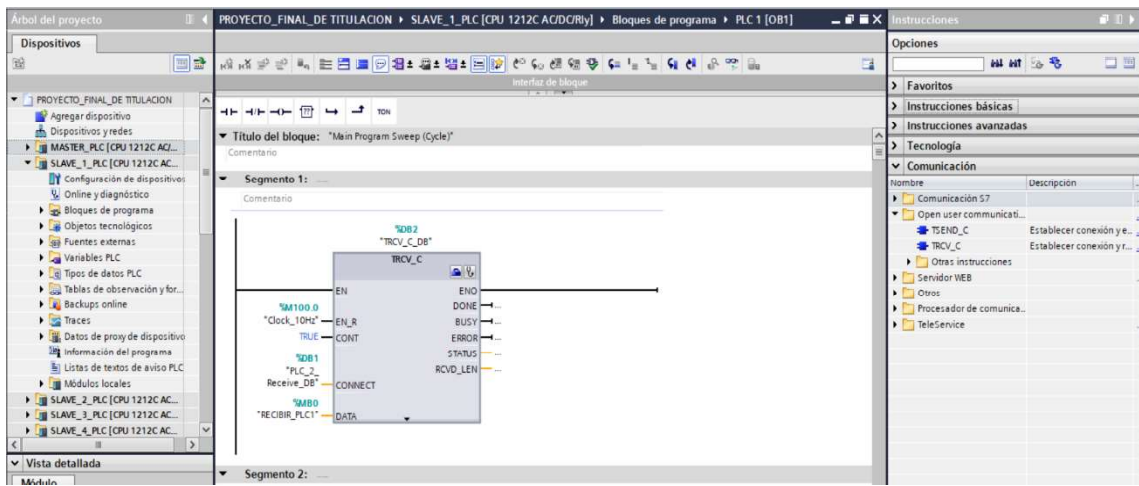 Árbol del proyecto
Dispositivos
PROYECTO_FINAL_DE TITULACION
Agregar dispositivo
Dispositivos y redes
MASTER_PLC [CPU 1212C AC/...
SLAVE_1_PLC [CPU 1212C AC...
Configuración de dispositivos
Online y diagnóstico
Bloques de programa
Objetos tecnológicos
Fuentes externas
Variables PLC
Tipos de datos PLC
Tablas de observación y for...
Backups online
Traces
Datos de proxy de dispositivo
Información del programa
Listas de textos de aviso PLC
Módulos locales
SLAVE_2_PLC [CPU 1212C AC...
SLAVE_3_PLC [CPU 1212C AC...
SLAVE_4_PLC [CPU 1212C AC...
Vista detallada
Módulo
PROYECTO_FINAL_DE TITULACION ▸ SLAVE_1_PLC [CPU 1212C AC/DC/Rly] ▸ Bloques de programa ▸ PLC 1 [OB1]
Interfaz de bloque
TON
Título del bloque: "Main Program Sweep (Cycle)"
Comentario
Segmento 1: .....
Comentario
%DB2
"TRCV_C_DB"
TRCV_C
EN ENO
%M100.0 DONE ...
"Clock_10Hz" EN_R BUSY ...
TRUE CONT ERROR ...
%DB1 STATUS ...
"PLC_2_ RCVD_LEN ...
Receive_DB" CONNECT
%MB0
"RECIBIR_PLC1" DATA
Segmento 2: .....
Instrucciones
Opciones
Favoritos
Instrucciones básicas
Instrucciones avanzadas
Tecnología
Comunicación
Nombre Descripción
Comunicación S7
Open user communicati...
TSEND_C Establecer conexión y e...
TRCV_C Establecer conexión y r...
Otras instrucciones
Servidor WEB
Otros
Procesador de comunica...
TeleService